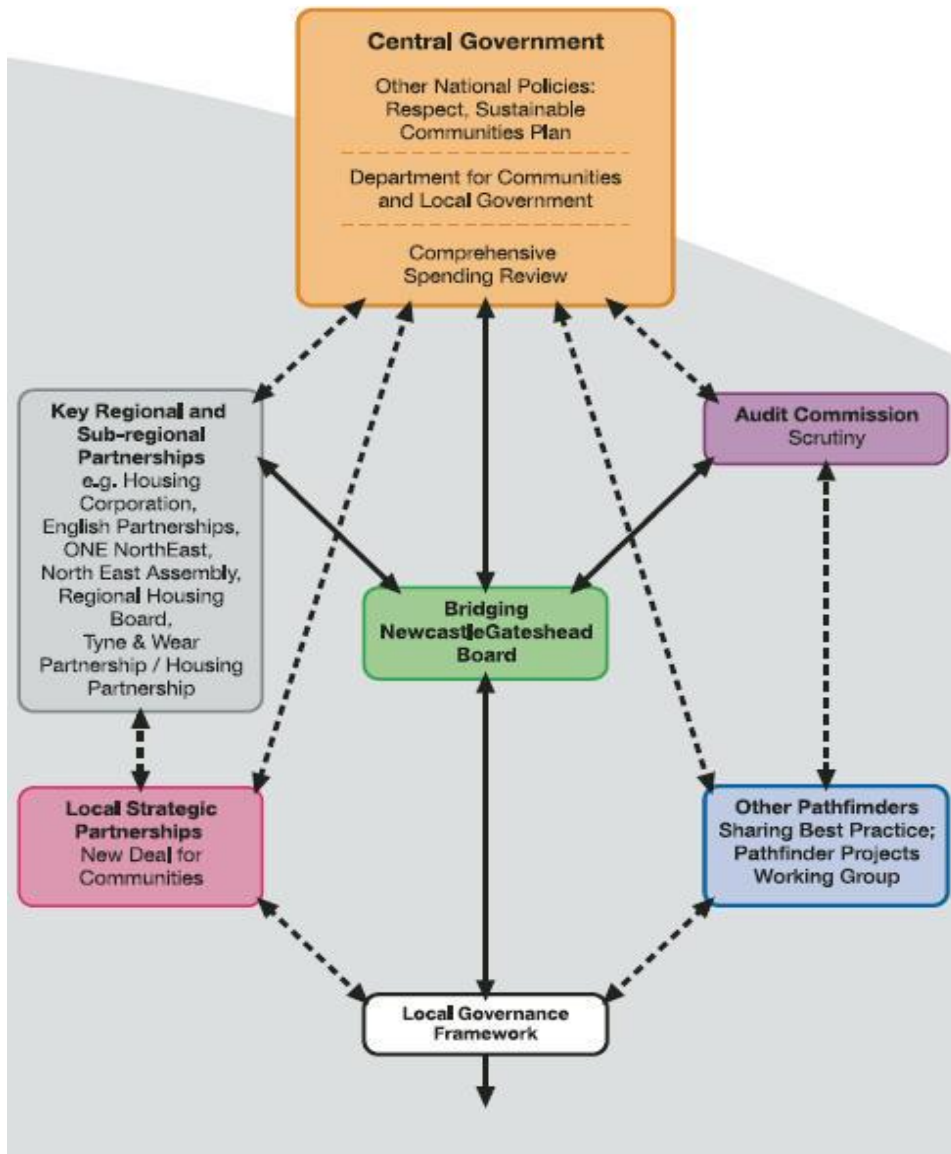 Central Government
Other National Policies:
Respect, Sustainable
Communities Plan
Department for Communities
and Local Government
Comprehensive
Spending Review
Key Regional and
Sub-regional
Partnerships
e.g. Housing
Corporation,
English Partnerships,
ONE NorthEast,
North East Assembly,
Regional Housing
Board,
Tyne & Wear
Partnership / Housing
Partnership
Audit Commission
Scrutiny
Bridging
NewcastleGateshead
Board
Local Strategic
Partnerships
New Deal for
Communities
Other Pathfimders
Sharing Best Practice;
Pathfinder Projects
Working Group
Local Governance
Framework